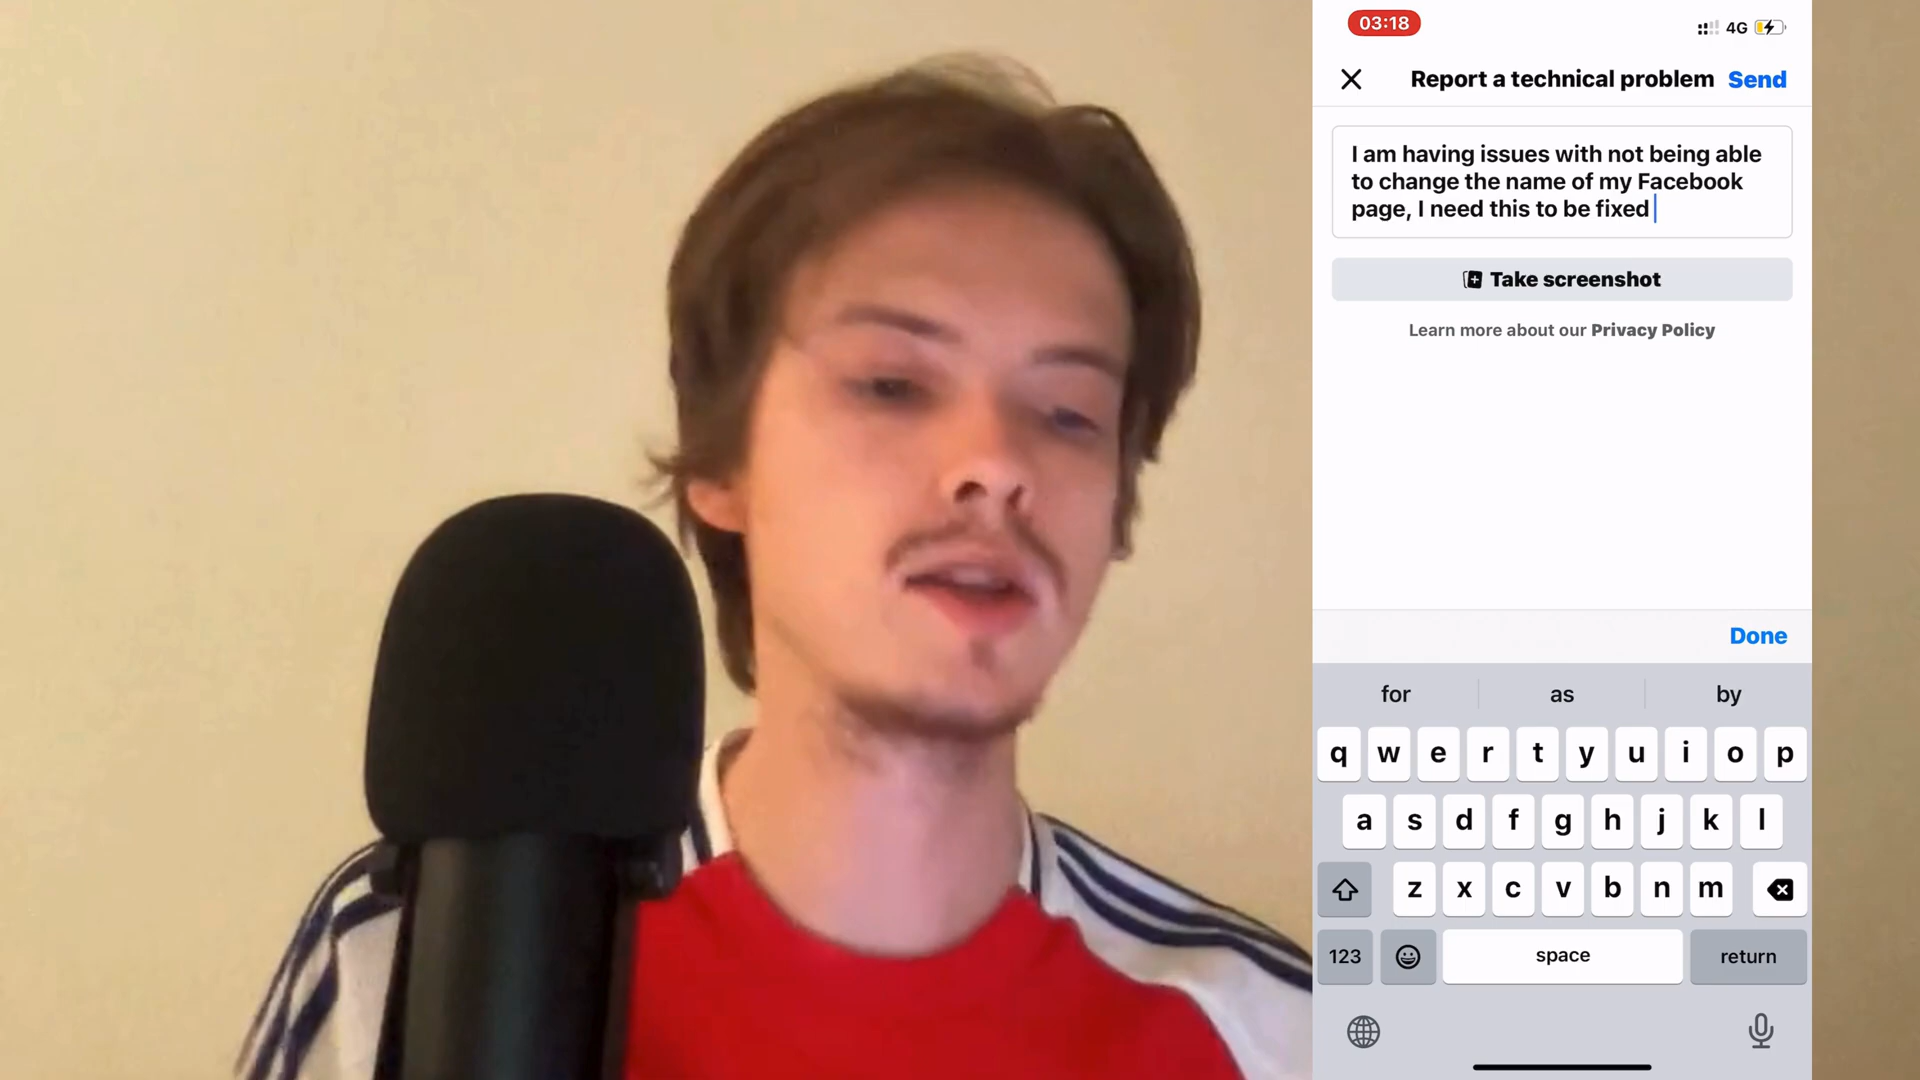 03:18
4G
Report a technical problem
Send
I am having issues with not being able
to change the name of my Facebook
page, I need this to be fixed
Take screenshot
Learn more about our Privacy Policy
Done
for as by
q w e r t y u i o p
a s d f g h j k l
z x c v b n m
123 space return